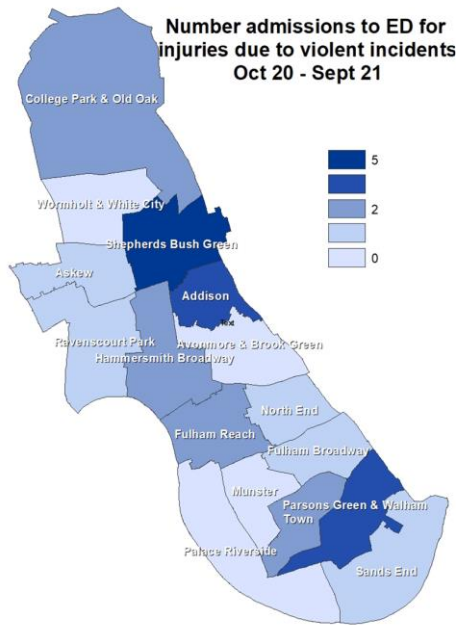 Number admissions to ED for
injuries due to violent incidents
Oct 20 - Sept 21
College Park & Old Oak
5
2
0
Wormholt & White City
Shepherds Bush Green
Askew
Addison
Text
Ravenscourt Park
Avonmore & Brook Green
Hammersmith Broadway
North End
Fulham Reach
Fulham Broadway
Munster
Parsons Green & Walham
Town
Palace Riverside
Sands End